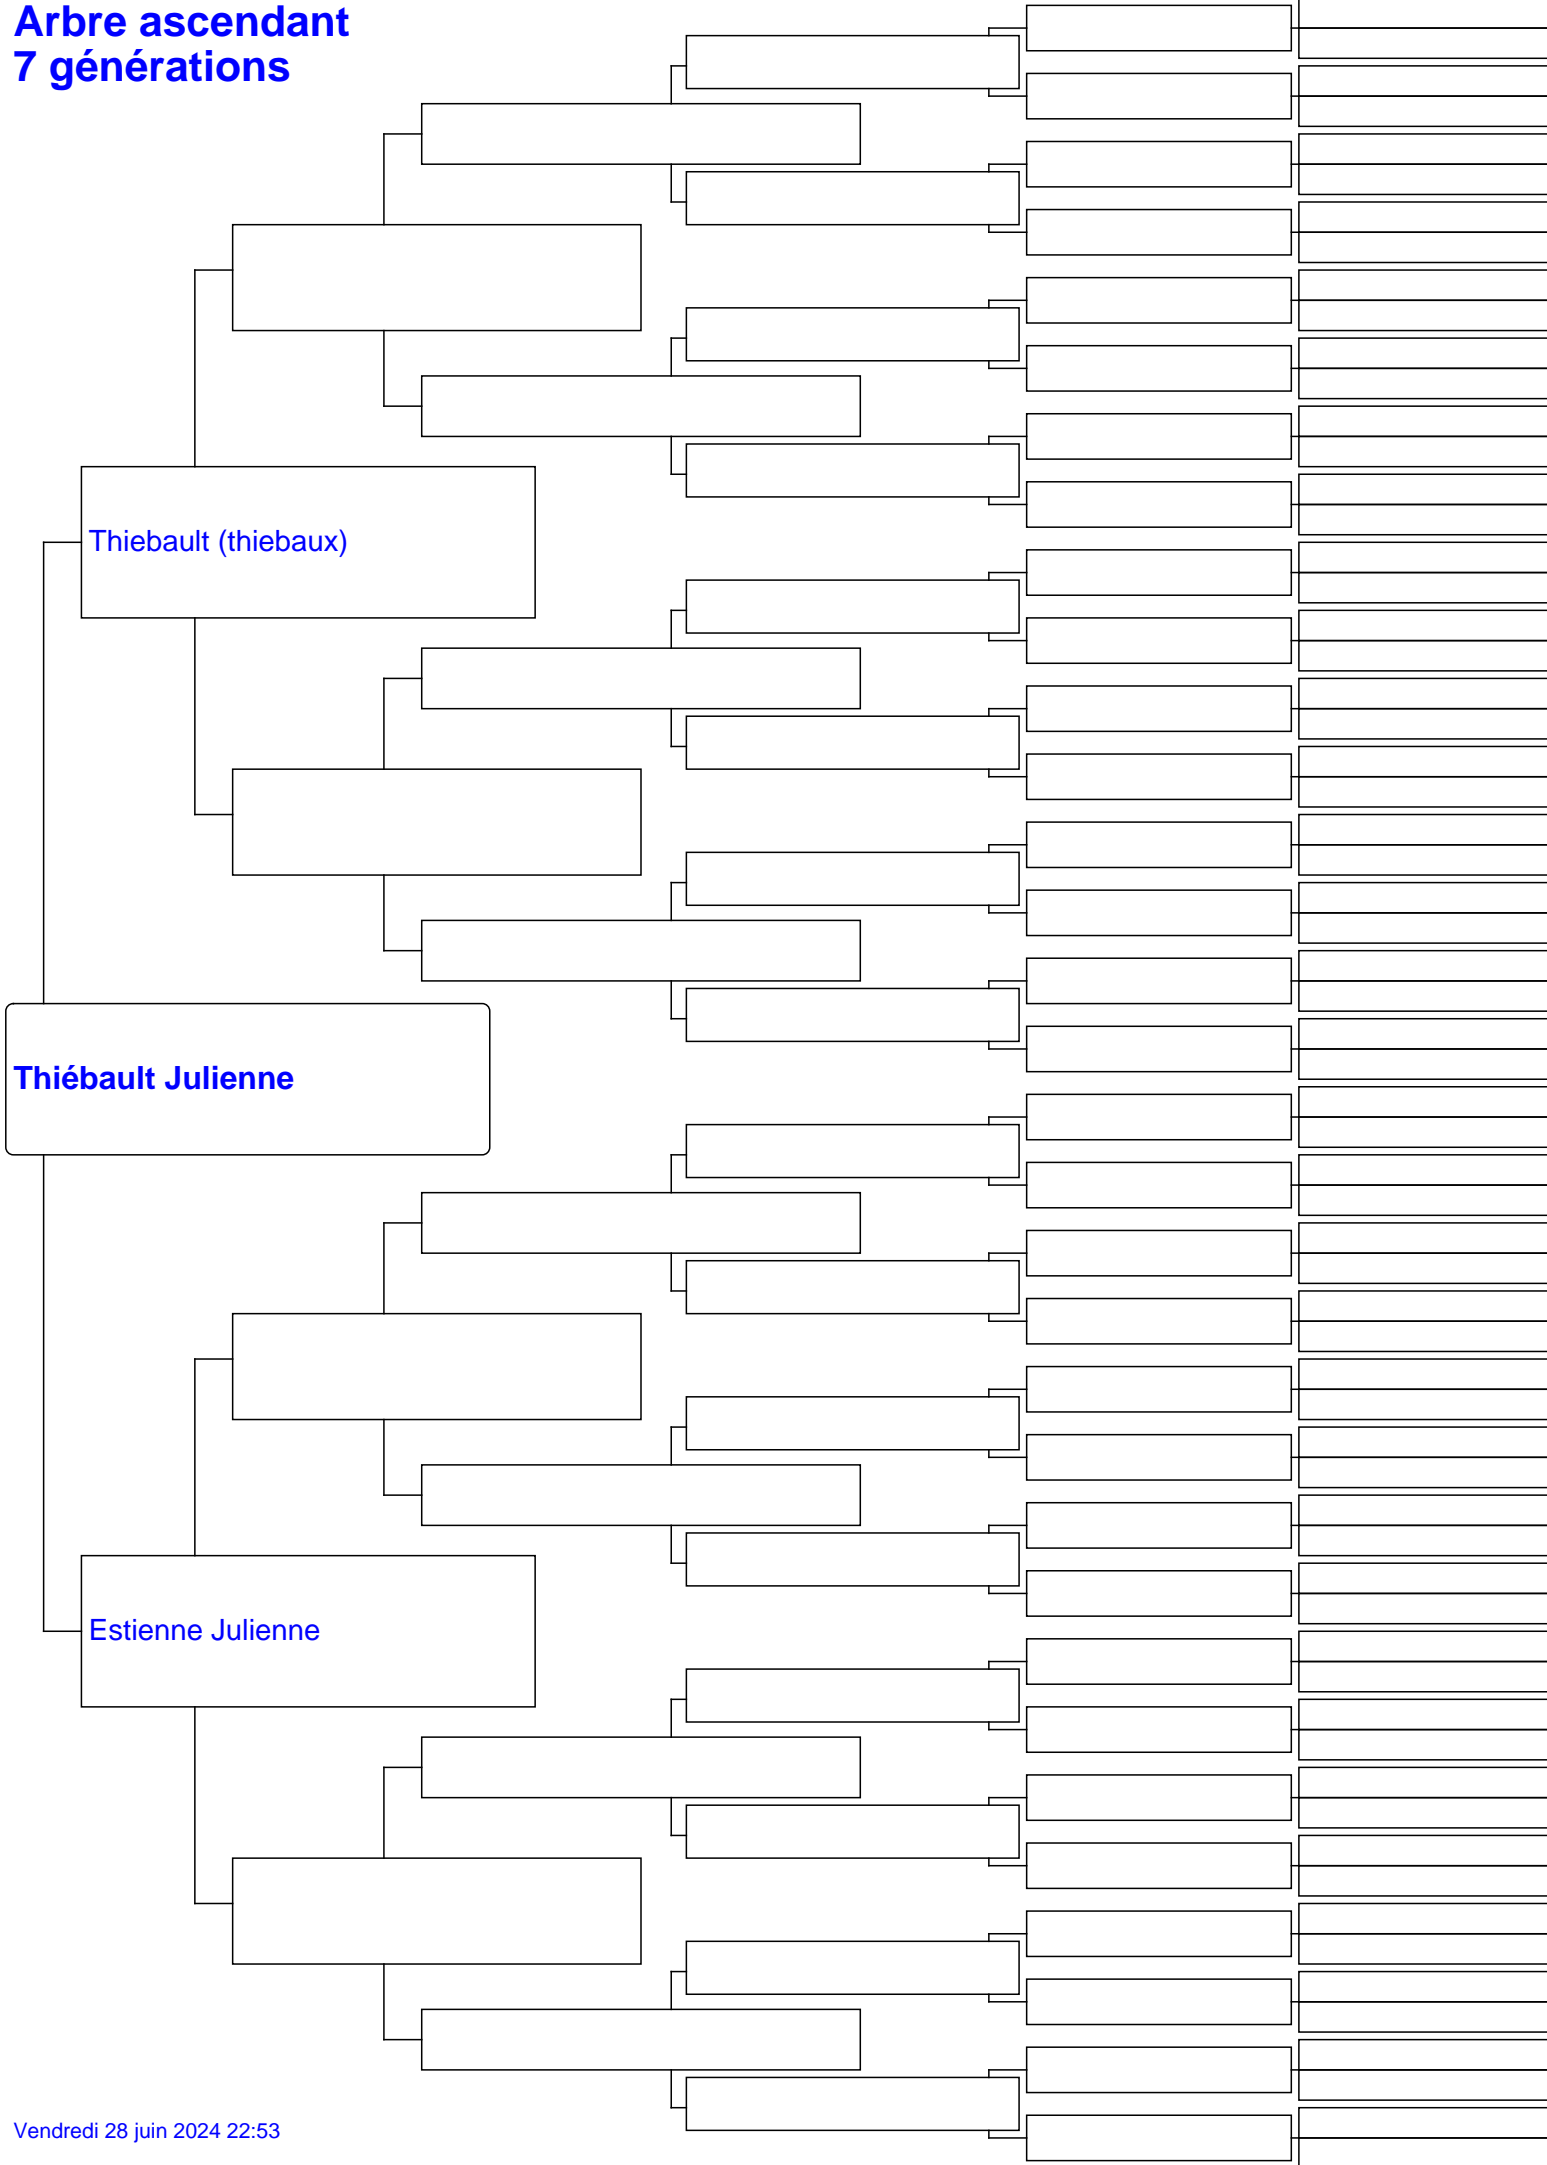 Arbre ascendant
7 générations
Thiebault (thiebaux)
Thiébault Julienne
Estienne Julienne
Vendredi 28 juin 2024 22:53